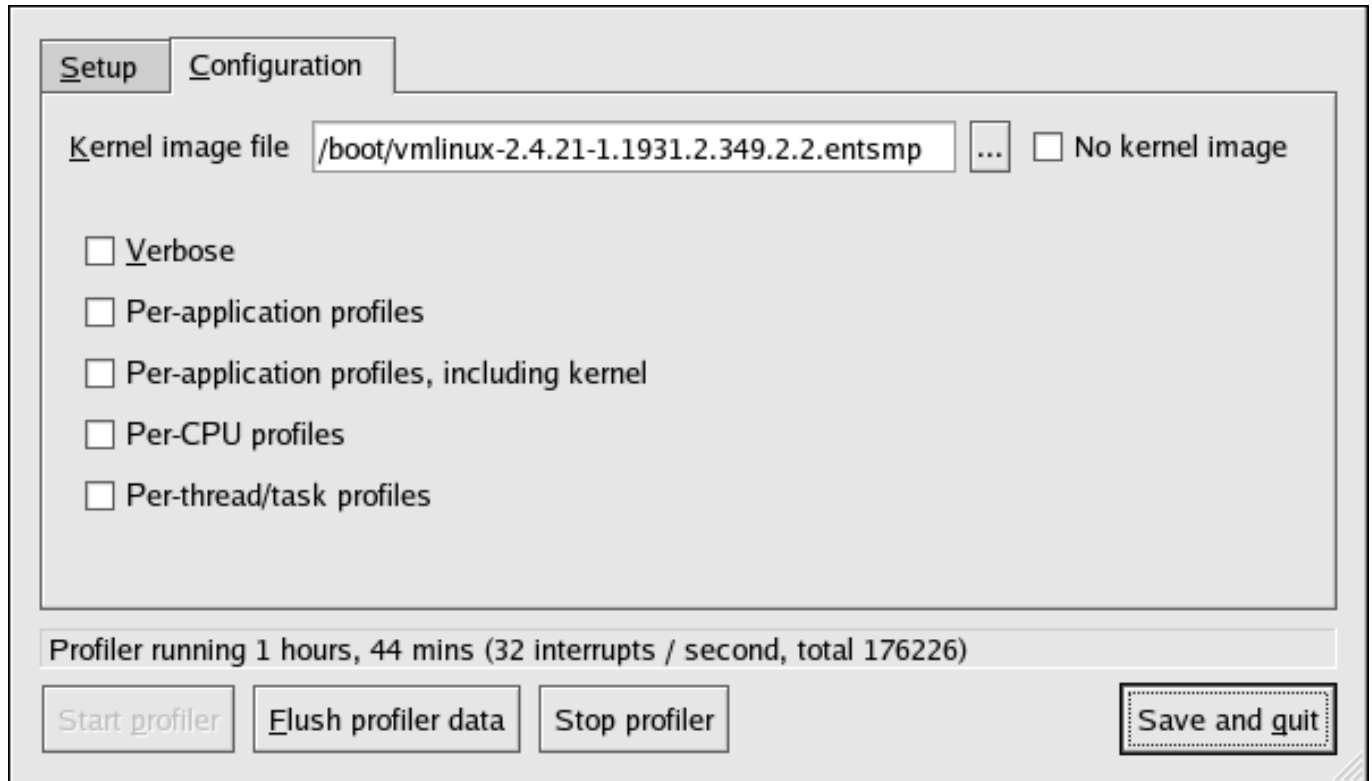 Setup Configuration
Kernel image file /boot/vmlinux-2.4.21-1.1931.2.349.2.2.entsmp ... No kernel image
Verbose
Per-application profiles
Per-application profiles, including kernel
Per-CPU profiles
Per-thread/task profiles
Profiler running 1 hours, 44 mins (32 interrupts / second, total 176226)
Start profiler Flush profiler data Stop profiler Save and quit